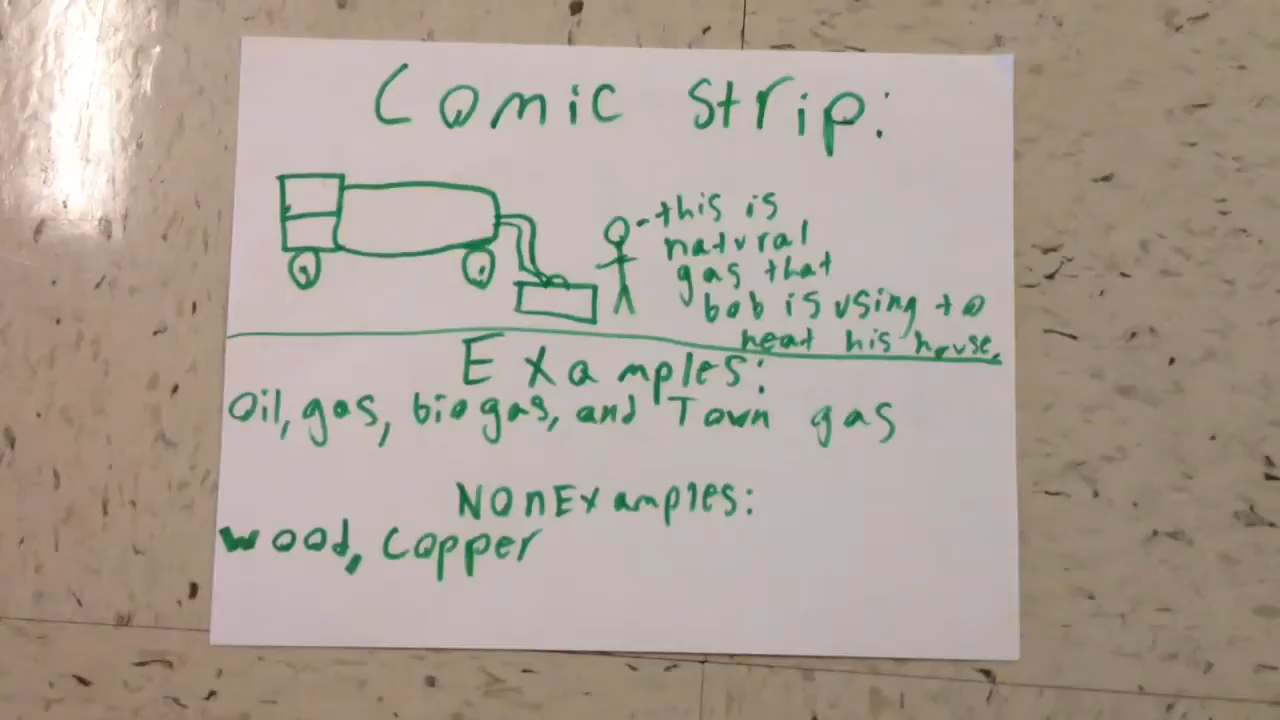 Comic strip:
-this is
natural
gas that
bob is using to
heat his house.
Examples:
Oil, gas, biogas, and Town gas
NonExamples:
wood, Copper